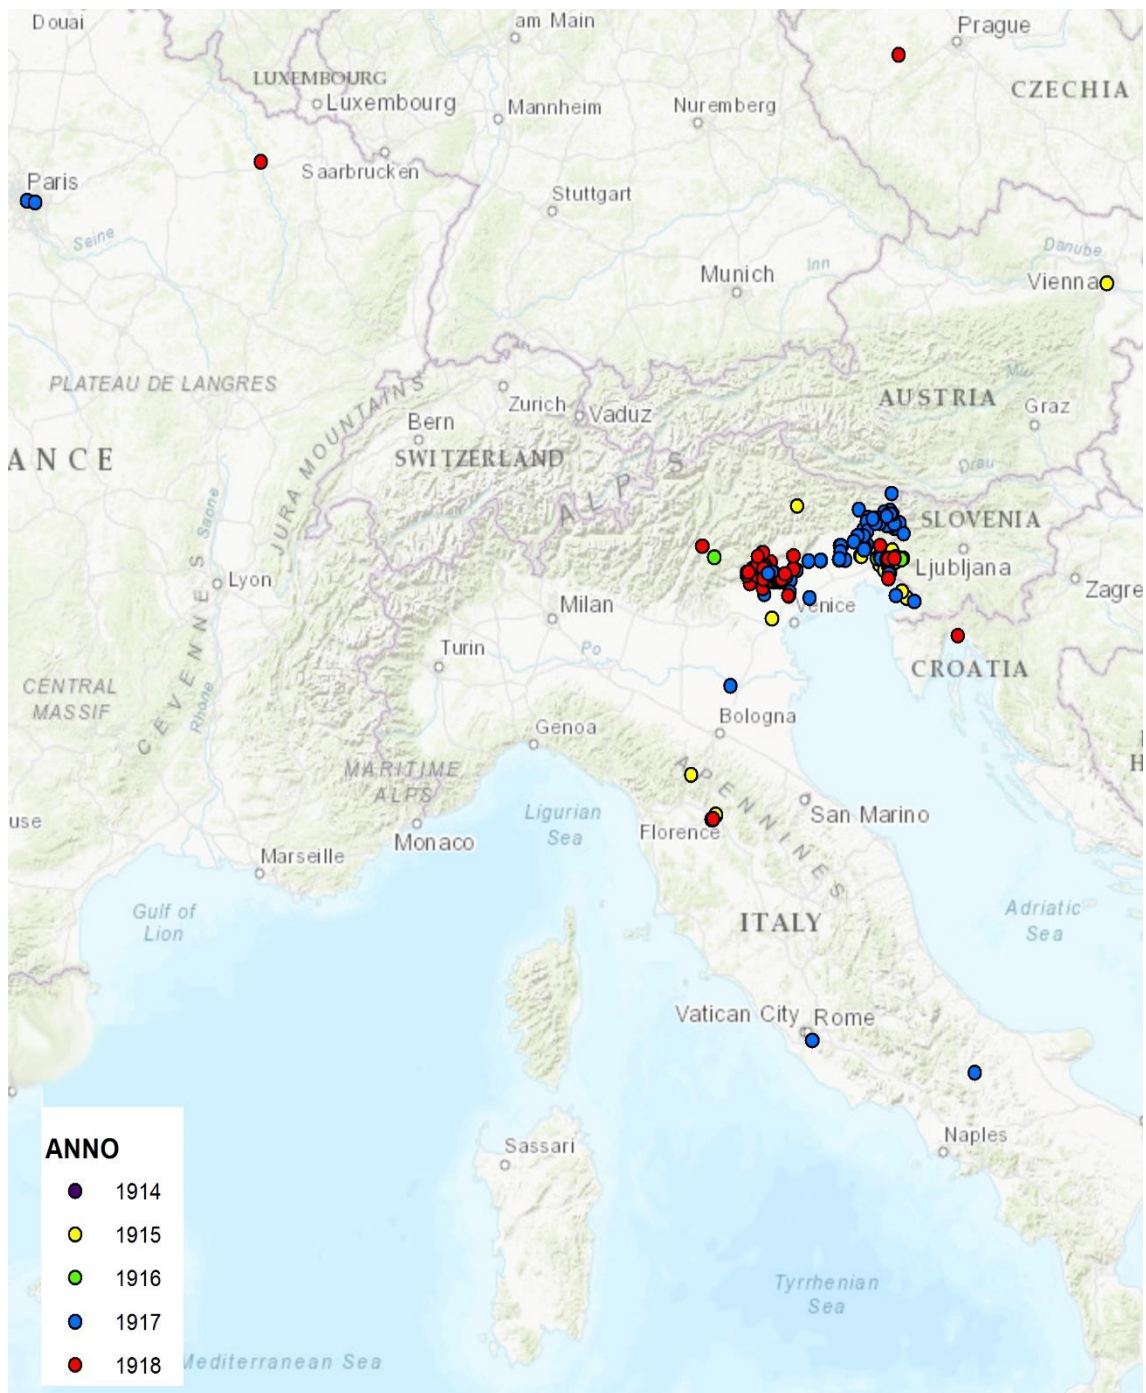 Douai
am Main
Prague
LUXEMBOURG
Luxembourg
Mannheim
Nuremberg
CZECHIA
Saarbrucken
Paris
Stuttgart
Seine
Danube
Munich
Inn
Vienna
PLATEAU DE LANGRES
JURA MOUNTAINS
Zurich
Vaduz
AUSTRIA
Graz
Bern
ANCE
SWITZERLAND
ALPS
Drau
Saone
SLOVENIA
Ljubljana
Lyon
Zagre
Milan
Venice
CEVENNES
Turin
Po
CROATIA
CENTRAL
MASSIF
Rhône
Bologna
Genoa
H
MARITIME
ALPS
APENNINES
Ligurian
Sea
San Marino
use
Florence
Monaco
Marseille
Gulf of
Lion
ITALY
Adriatic
Sea
Vatican City
Rome
Naples
ANNO
1914
1915
1916
1917
1918
Sassari
Tyrrhenian
Sea
Mediterranean Sea